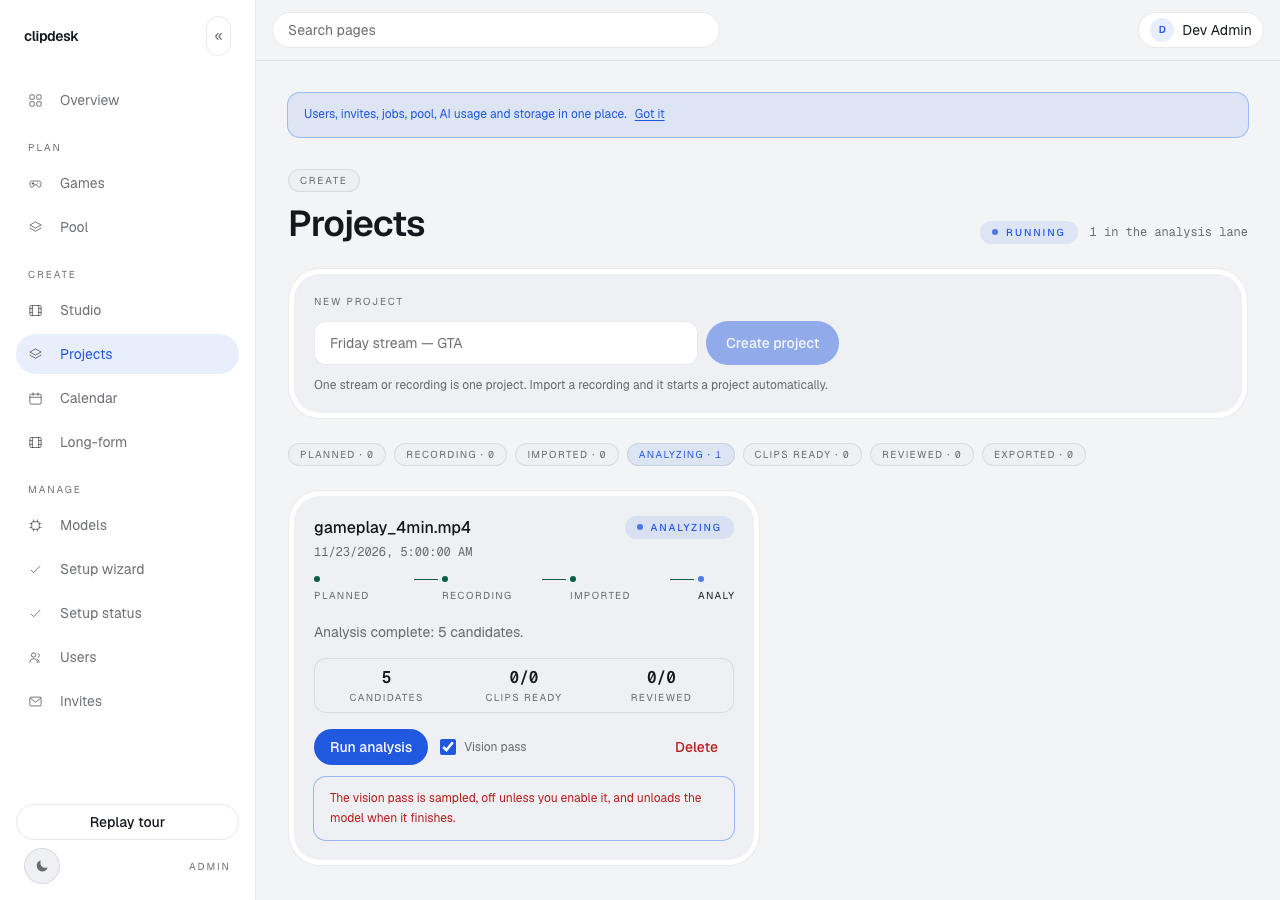 clipdesk
«
Search pages
D
Dev Admin
Overview
PLAN
Games
Pool
CREATE
Studio
Projects
Calendar
Long-form
MANAGE
Models
Setup wizard
Setup status
Users
Invites
Replay tour
ADMIN
Users, invites, jobs, pool, AI usage and storage in one place. Got it
CREATE
Projects
RUNNING
1 in the analysis lane
NEW PROJECT
Friday stream — GTA
Create project
One stream or recording is one project. Import a recording and it starts a project automatically.
PLANNED · 0
RECORDING · 0
IMPORTED · 0
ANALYZING · 1
CLIPS READY · 0
REVIEWED · 0
EXPORTED · 0
gameplay_4min.mp4
ANALYZING
11/23/2026, 5:00:00 AM
PLANNED
RECORDING
IMPORTED
ANALY
Analysis complete: 5 candidates.
5
CANDIDATES
0/0
CLIPS READY
0/0
REVIEWED
Run analysis
Vision pass
Delete
The vision pass is sampled, off unless you enable it, and unloads the
model when it finishes.